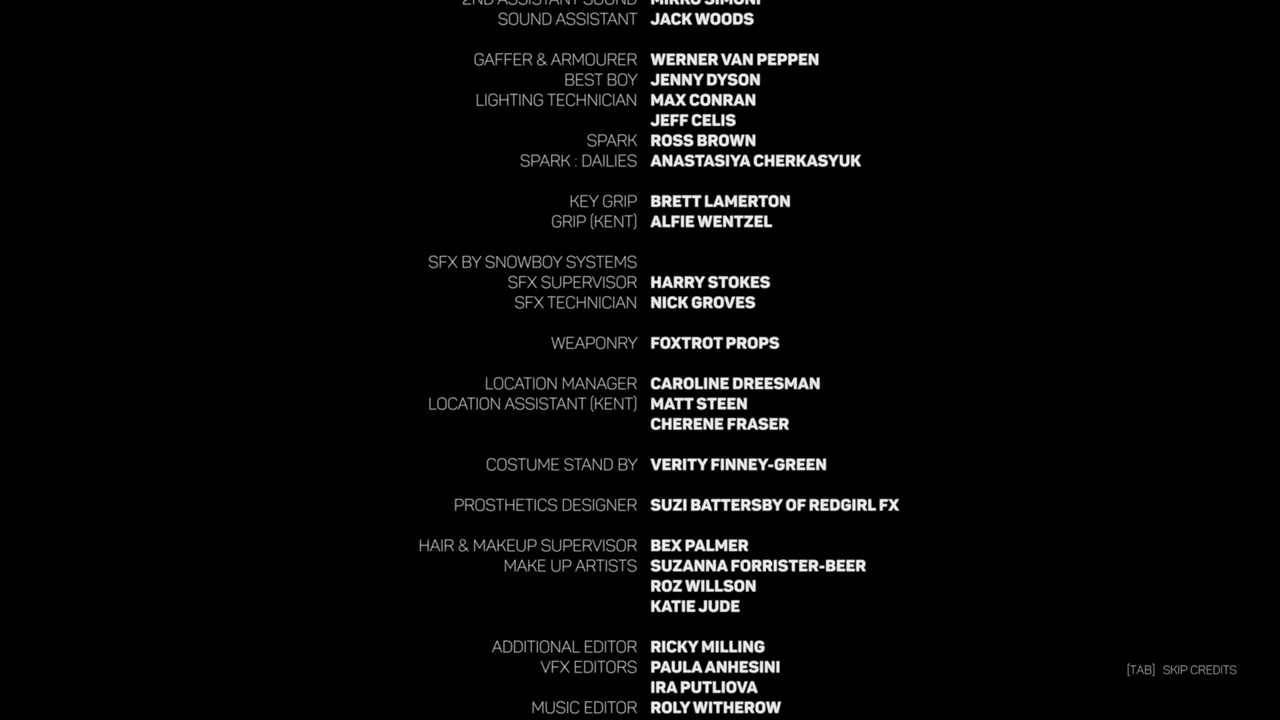 2ND ASSISTANT SOUND MIRKO SIMONI
SOUND ASSISTANT JACK WOODS
GAFFER & ARMOURER WERNER VAN PEPPEN
BEST BOY JENNY DYSON
LIGHTING TECHNICIAN MAX CONRAN
JEFF CELIS
SPARK ROSS BROWN
SPARK : DAILIES ANASTASIYA CHERKASYUK
KEY GRIP BRETT LAMERTON
GRIP (KENT) ALFIE WENTZEL
SFX BY SNOWBOY SYSTEMS
SFX SUPERVISOR HARRY STOKES
SFX TECHNICIAN NICK GROVES
WEAPONRY FOXTROT PROPS
LOCATION MANAGER CAROLINE DREESMAN
LOCATION ASSISTANT (KENT) MATT STEEN
CHERENE FRASER
COSTUME STAND BY VERITY FINNEY-GREEN
PROSTHETICS DESIGNER SUZI BATTERSBY OF REDGIRL FX
HAIR & MAKEUP SUPERVISOR BEX PALMER
MAKE UP ARTISTS SUZANNA FORRISTER-BEER
ROZ WILLSON
KATIE JUDE
ADDITIONAL EDITOR RICKY MILLING
VFX EDITORS PAULA ANHESINI
[TAB] SKIP CREDITS
IRA PUTLIOVA
MUSIC EDITOR ROLY WITHEROW